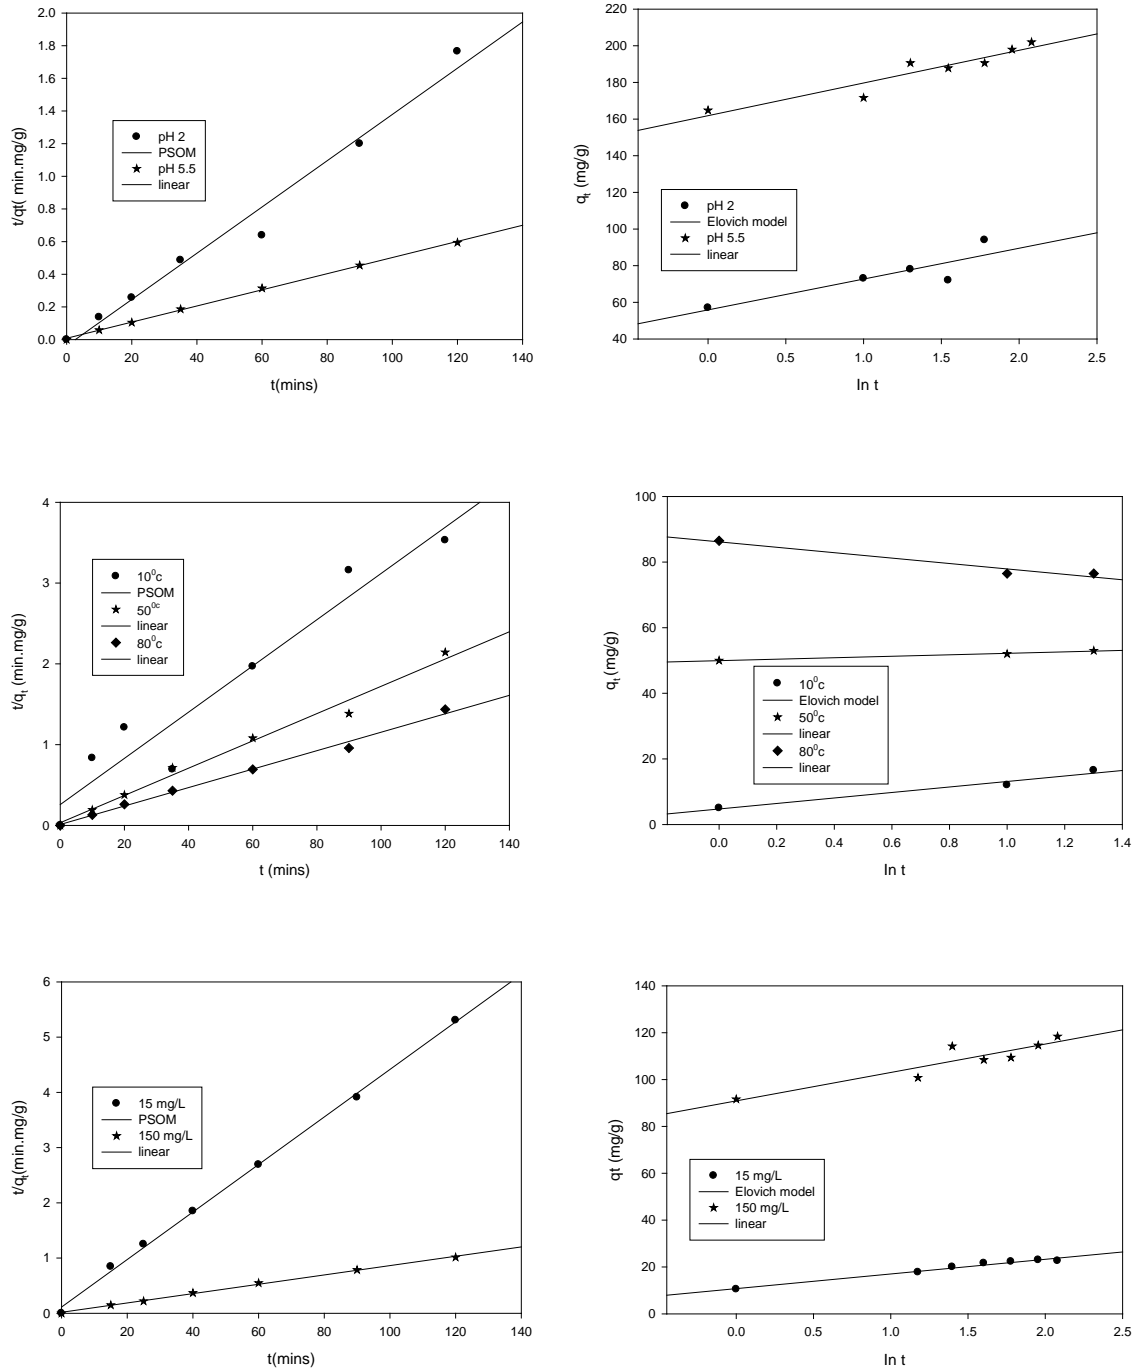 2.0
1.8
1.6
1.4
1.2
1.0
0.8
0.6
0.4
0.2
0.0
t/qt( min.mg/g)
pH 2
PSOM
pH 5.5
linear
0 20 40 60 80 100 120 140
t(mins)
220
200
180
160
140
120
100
80
60
40
qt (mg/g)
pH 2
Elovich model
pH 5.5
linear
0.0 0.5 1.0 1.5 2.0 2.5
ln t
4
3
2
1
0
t/qt (min.mg/g)
10⁰c
PSOM
50⁰ᶜ
linear
80⁰c
linear
0 20 40 60 80 100 120 140
t (mins)
100
80
60
40
20
0
qt (mg/g)
10⁰c
Elovich model
50⁰c
linear
80⁰c
linear
0.0 0.2 0.4 0.6 0.8 1.0 1.2 1.4
ln t
6
5
4
3
2
1
0
t/qt(min.mg/g)
15 mg/L
PSOM
150 mg/L
linear
0 20 40 60 80 100 120 140
t(mins)
140
120
100
80
60
40
20
0
qt (mg/g)
15 mg/L
Elovich model
150 mg/L
linear
0.0 0.5 1.0 1.5 2.0 2.5
ln t